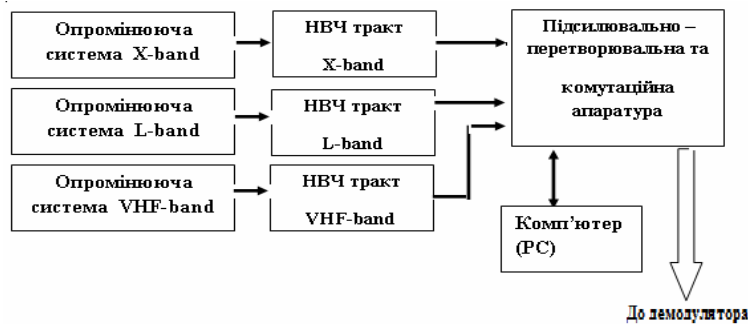 Опромінююча
система X-band
НВЧ тракт
X-band
Підсилювально –
перетворювальна та
комутаційна
апаратура
Опромінююча
система L-band
НВЧ тракт
L-band
Опромінююча
система VHF-band
НВЧ тракт
VHF-band
Комп’ютер
(PC)
До демодулятора